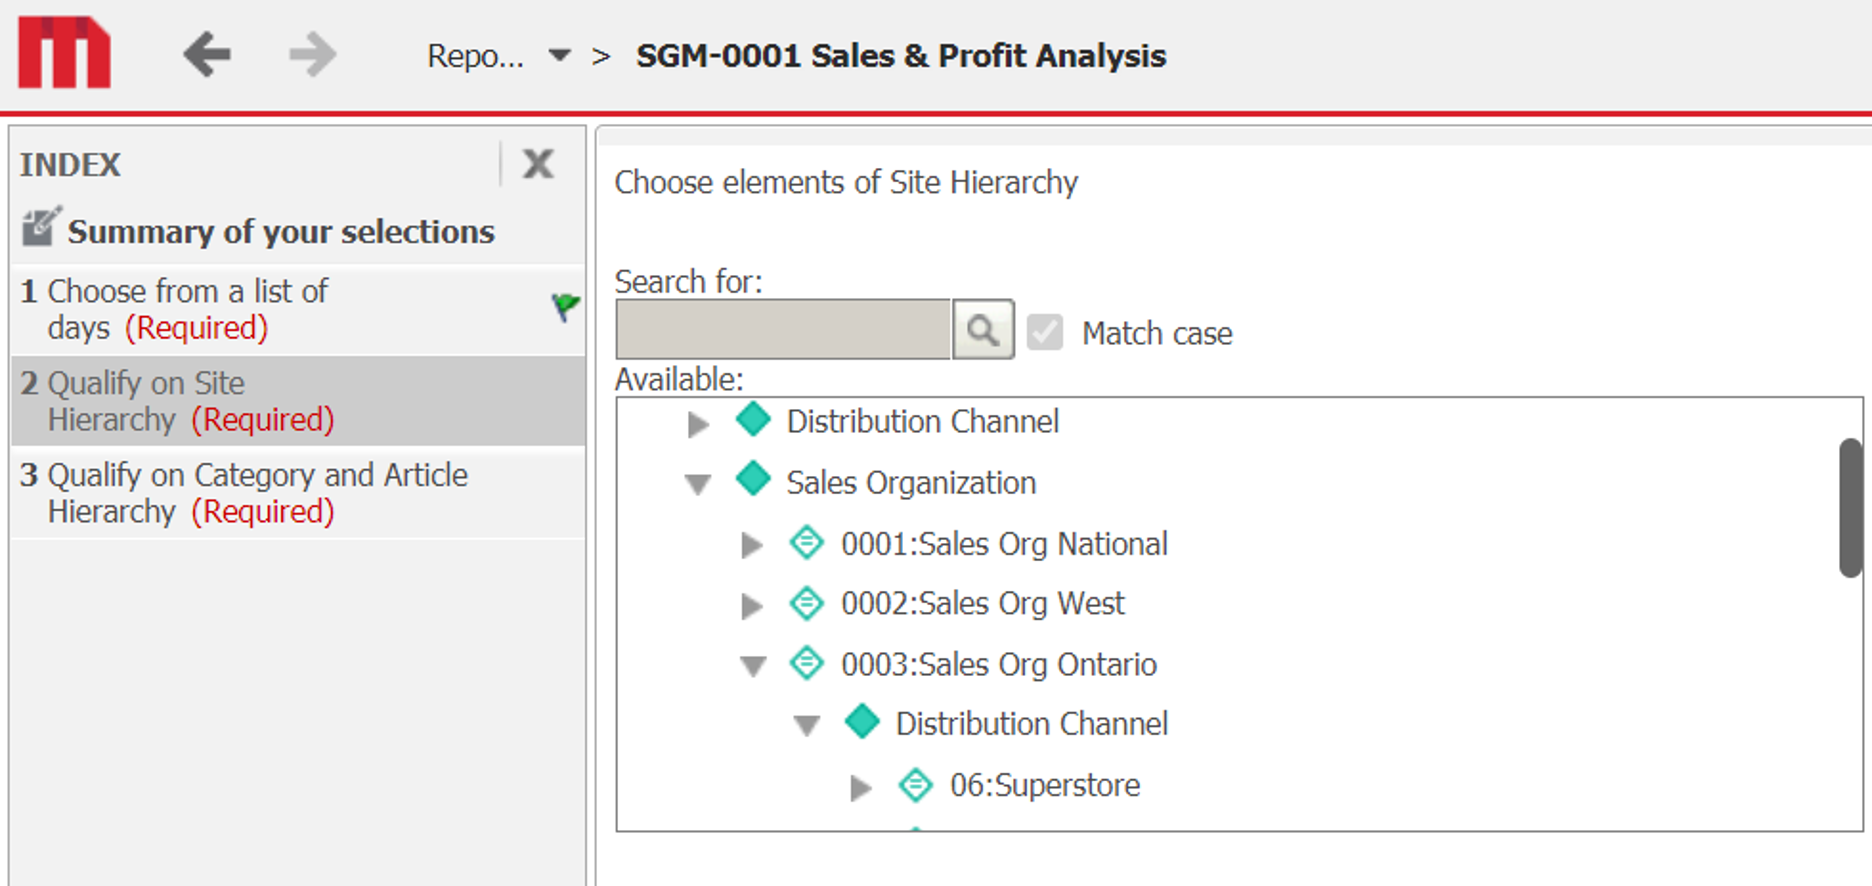 Repo... > SGM-0001 Sales & Profit Analysis
INDEX
Summary of your selections
1 Choose from a list of
days (Required)
2 Qualify on Site
Hierarchy (Required)
3 Qualify on Category and Article
Hierarchy (Required)
Choose elements of Site Hierarchy
Search for:
Match case
Available:
Distribution Channel
Sales Organization
0001:Sales Org National
0002:Sales Org West
0003:Sales Org Ontario
Distribution Channel
06:Superstore